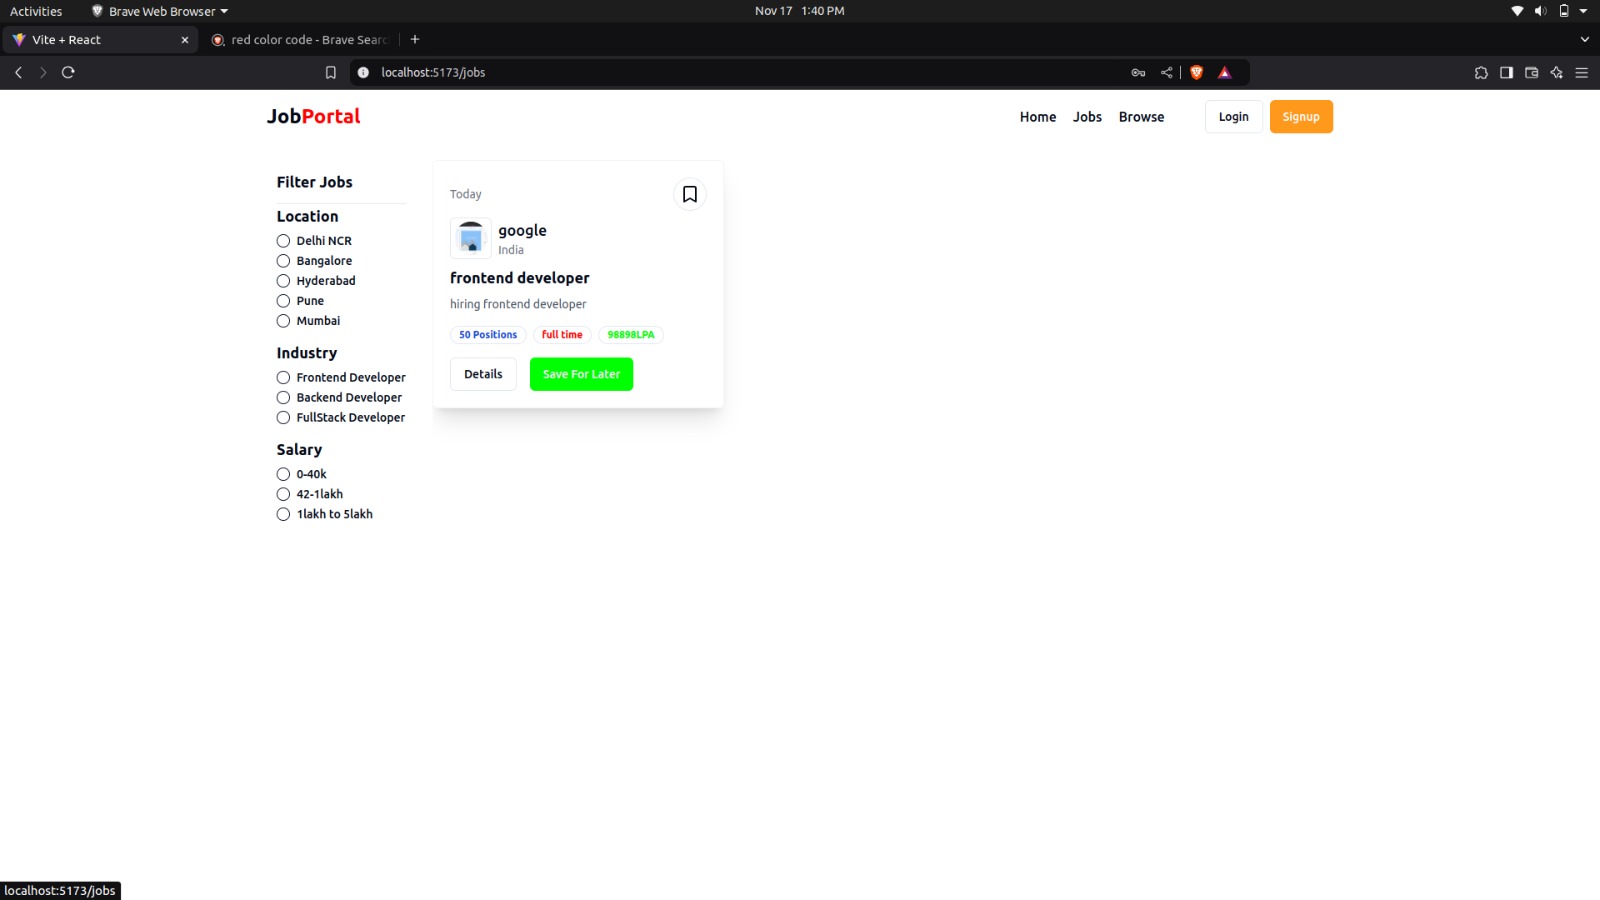 Activities Brave Web Browser Nov 17 1:40 PM
Vite + React red color code - Brave Searc
localhost:5173/jobs
JobPortal Home Jobs Browse Login Signup
Filter Jobs
Location
Delhi NCR
Bangalore
Hyderabad
Pune
Mumbai
Industry
Frontend Developer
Backend Developer
FullStack Developer
Salary
0-40k
42-1lakh
1lakh to 5lakh
Today
google
India
frontend developer
hiring frontend developer
50 Positions full time 98898LPA
Details Save For Later
localhost:5173/jobs